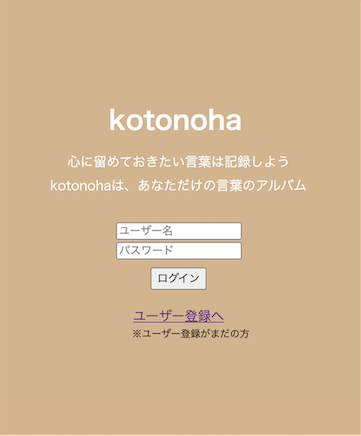 kotonoha
心に留めておきたい言葉は記録しよう
kotonohaは、あなただけの言葉のアルバム
ユーザー名
パスワード
ログイン
ユーザー登録へ
※ユーザー登録がまだの方